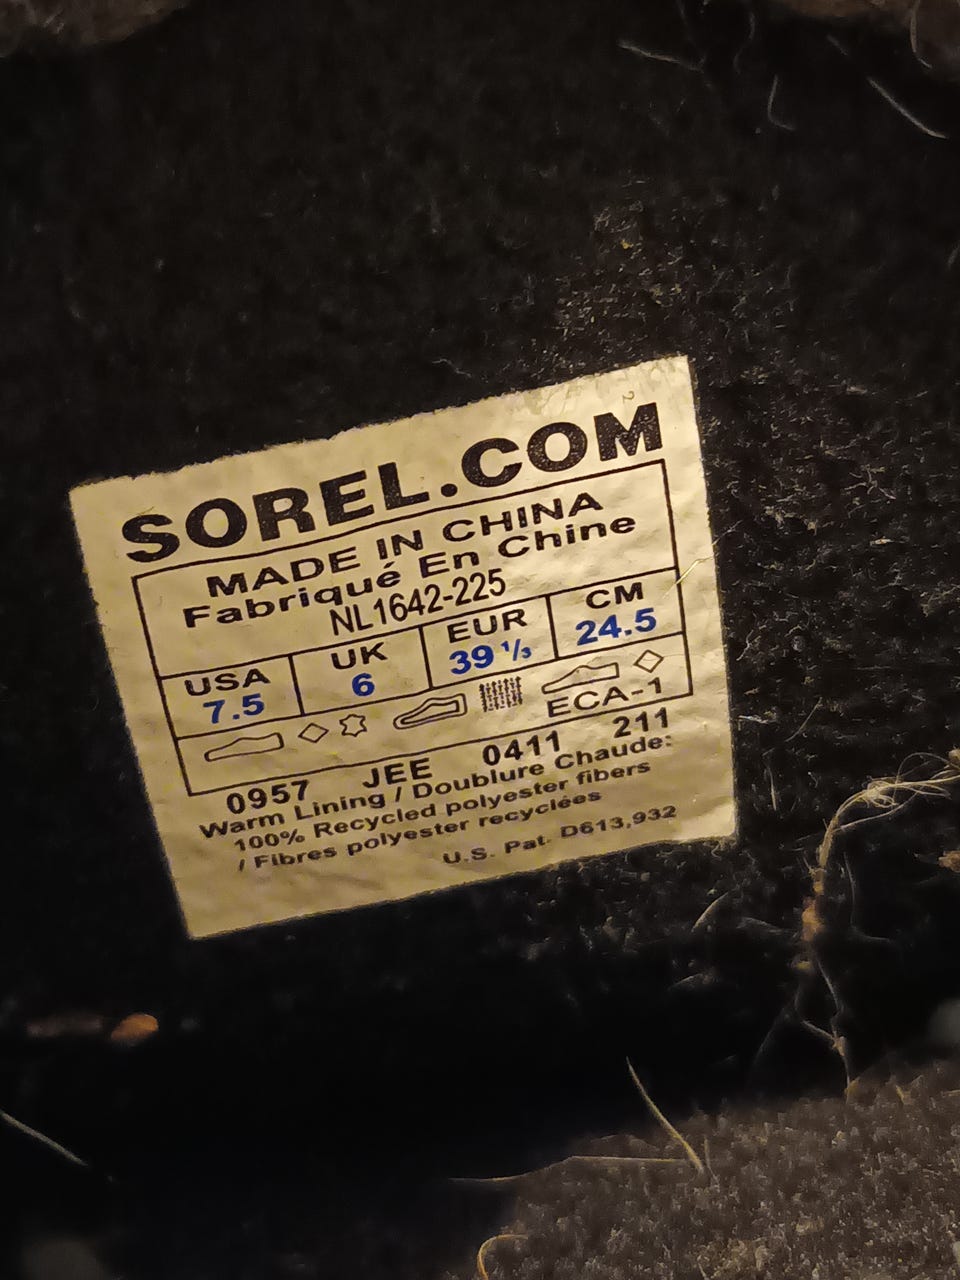 SOREL.COM
MADE IN CHINA
Fabriqué En Chine
NL1642-225
USA UK EUR CM
7.5 6 39 1/3 24.5
ECA-1
0957 JEE 0411 211
Warm Lining / Doublure Chaude:
100% Recycled polyester fibers
/ Fibres polyester recyclées
U.S. Pat. D613,932